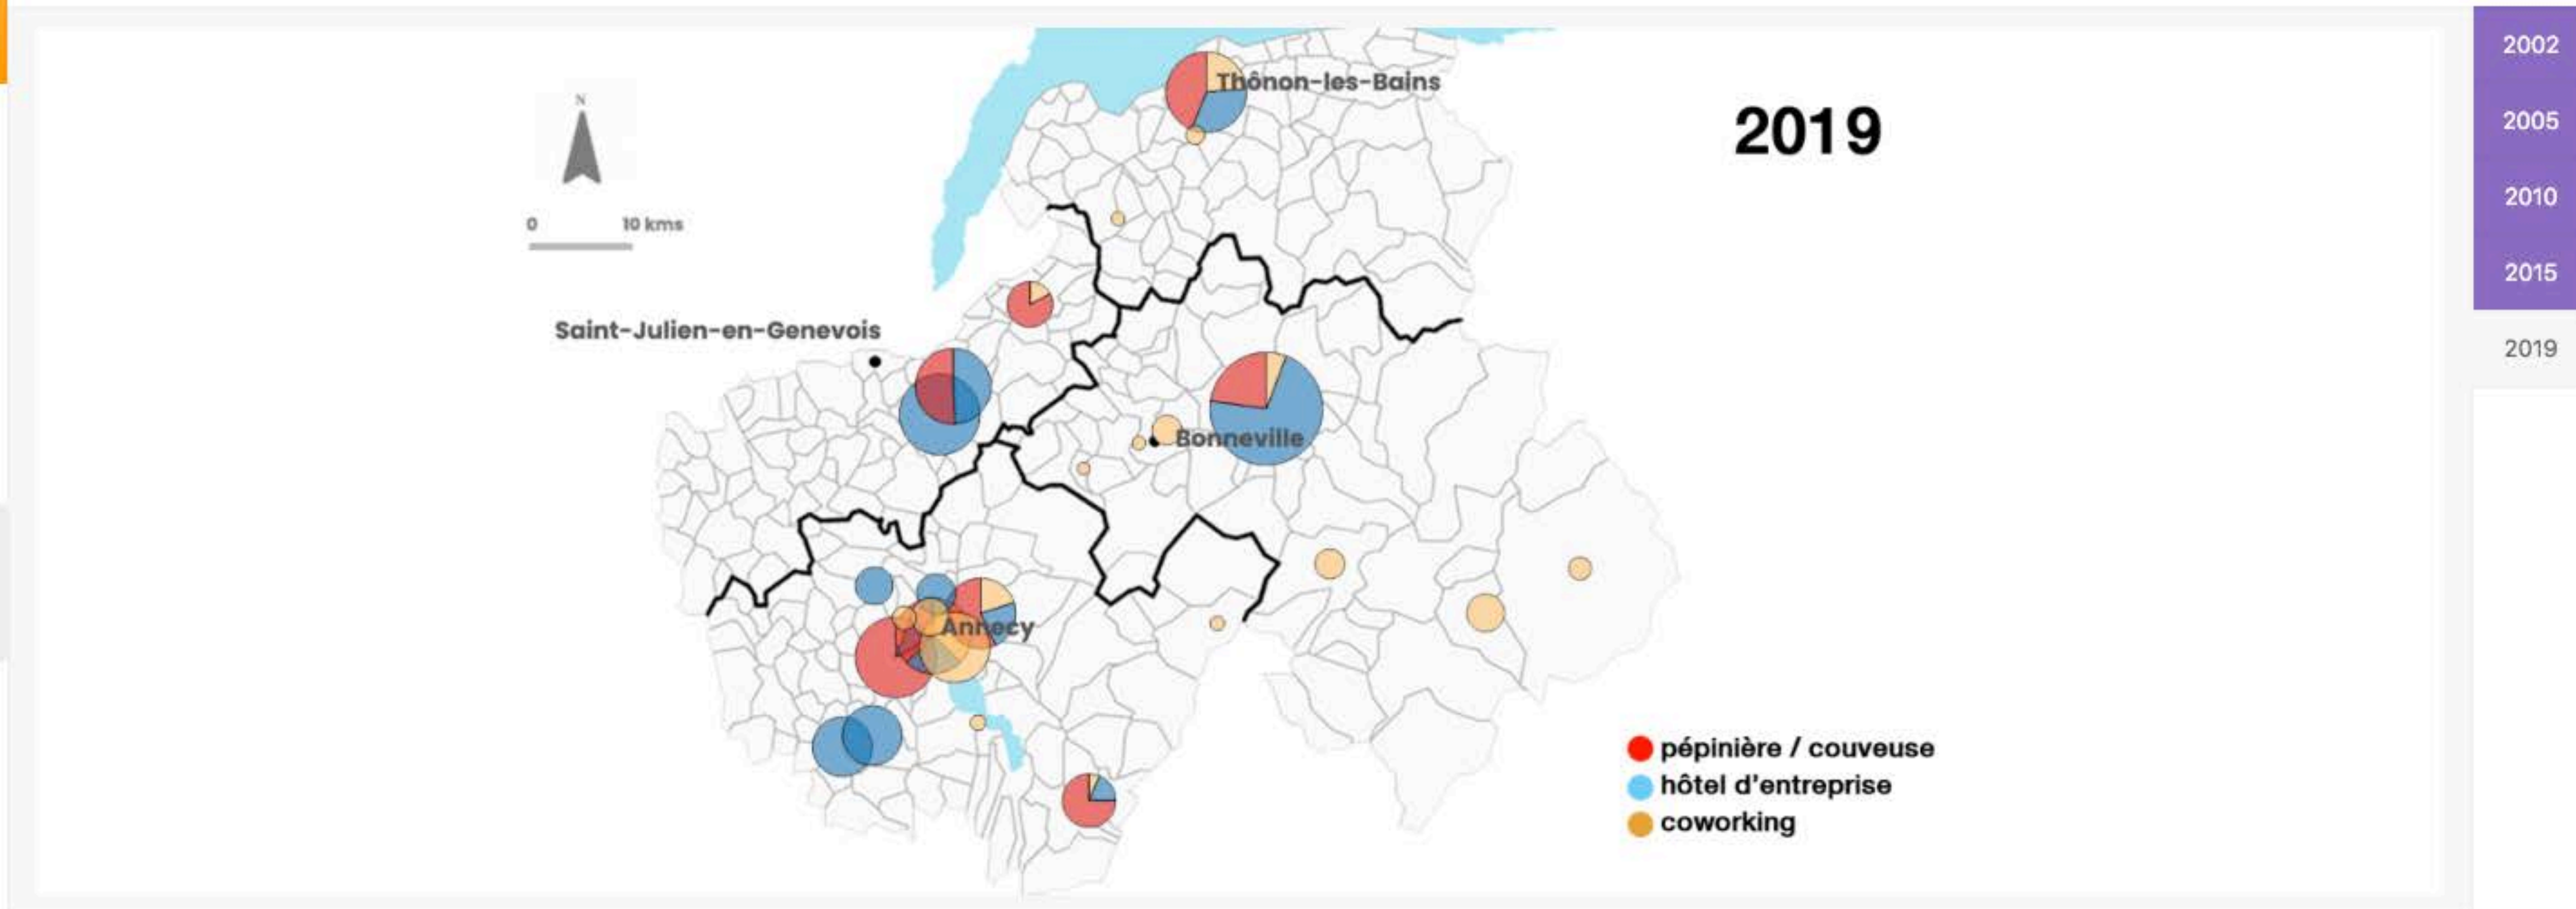 2002
Thônon-les-Bains
N
2019
2005
2010
0 10 kms
2015
Saint-Julien-en-Genevois
2019
Bonneville
Annecy
pépinière / couveuse
hôtel d'entreprise
coworking